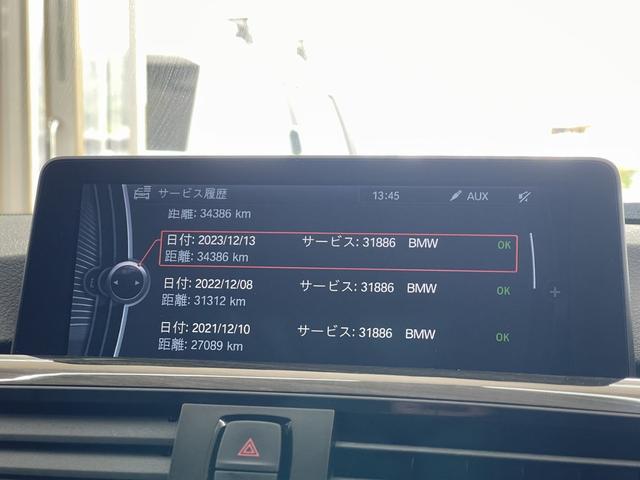 サービス履歴 13:45 AUX
距離: 34386 km
日付: 2023/12/13 サービス: 31886 BMW OK
距離: 34386 km
日付: 2022/12/08 サービス: 31886 BMW OK
距離: 31312 km
日付: 2021/12/10 サービス: 31886 BMW OK
距離: 27089 km